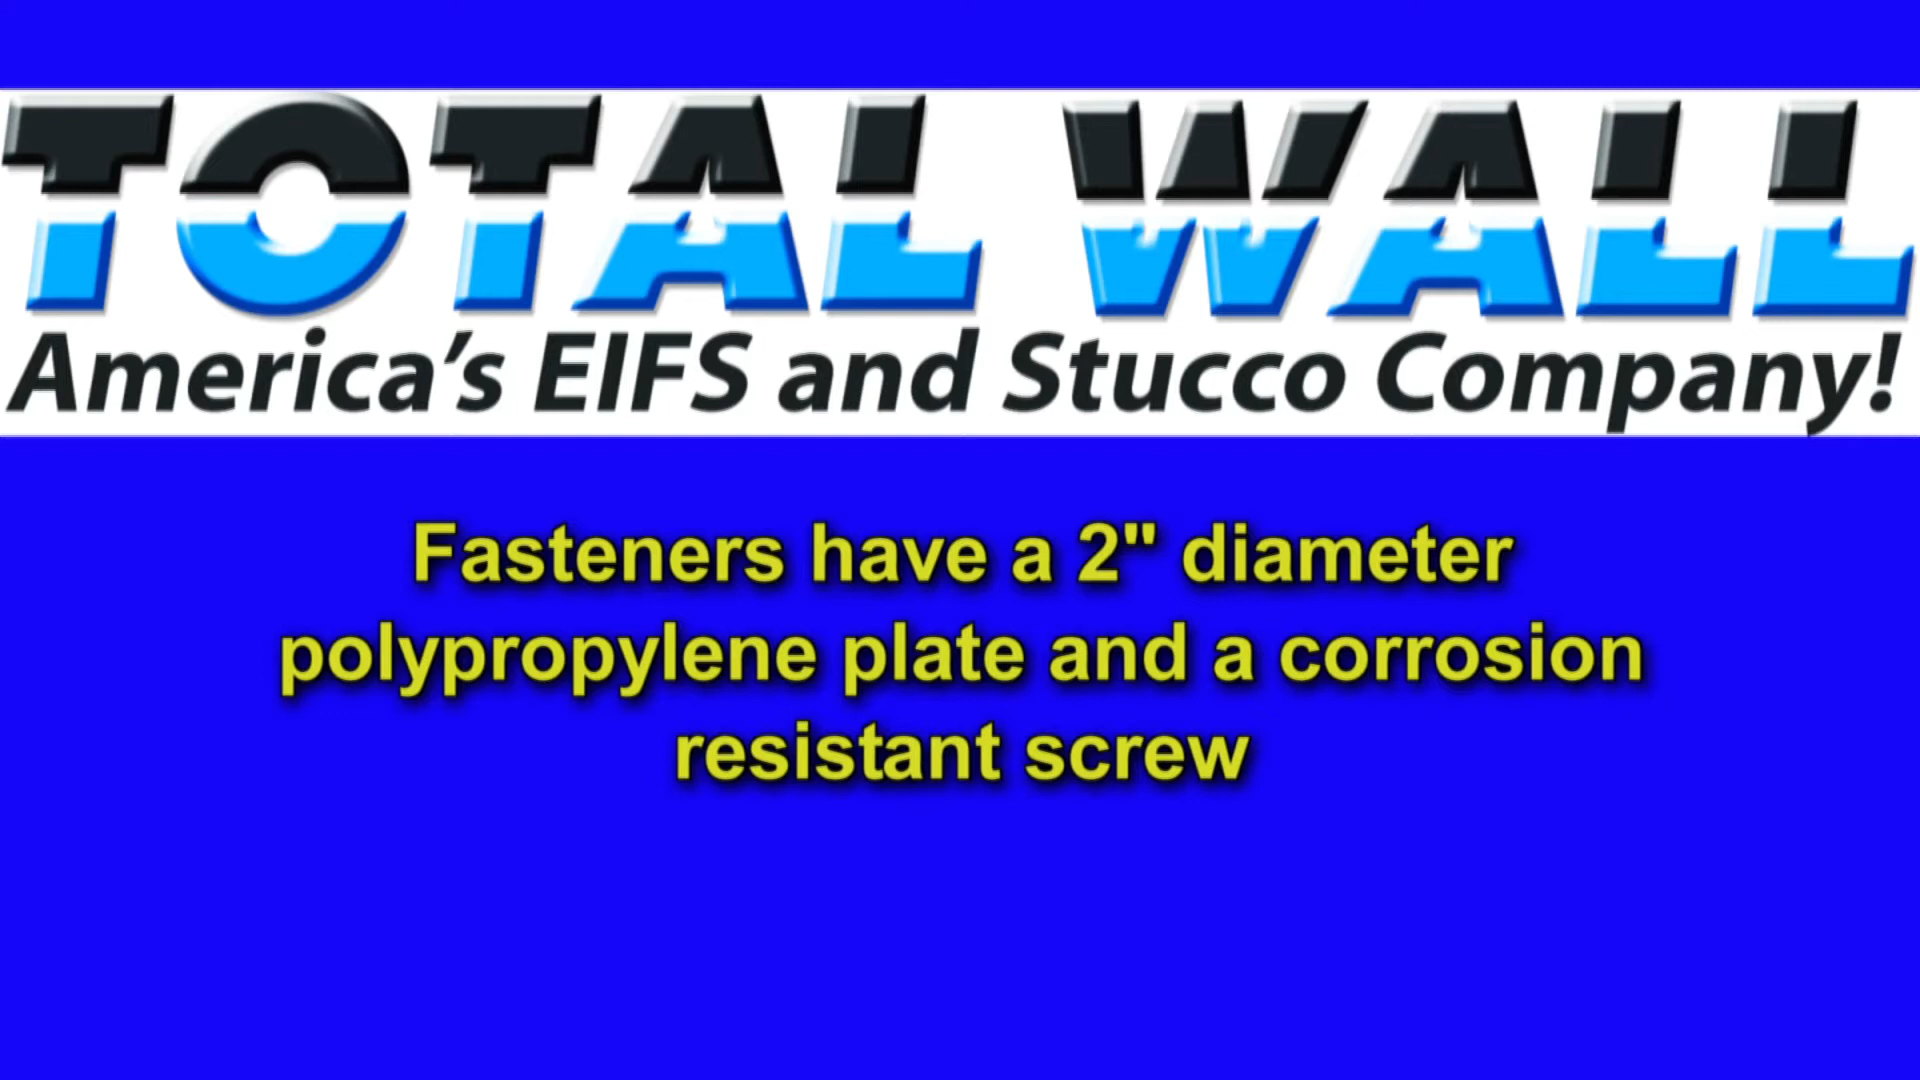 TOTAL WALL
America's EIFS and Stucco Company!
Fasteners have a 2" diameter
polypropylene plate and a corrosion
resistant screw